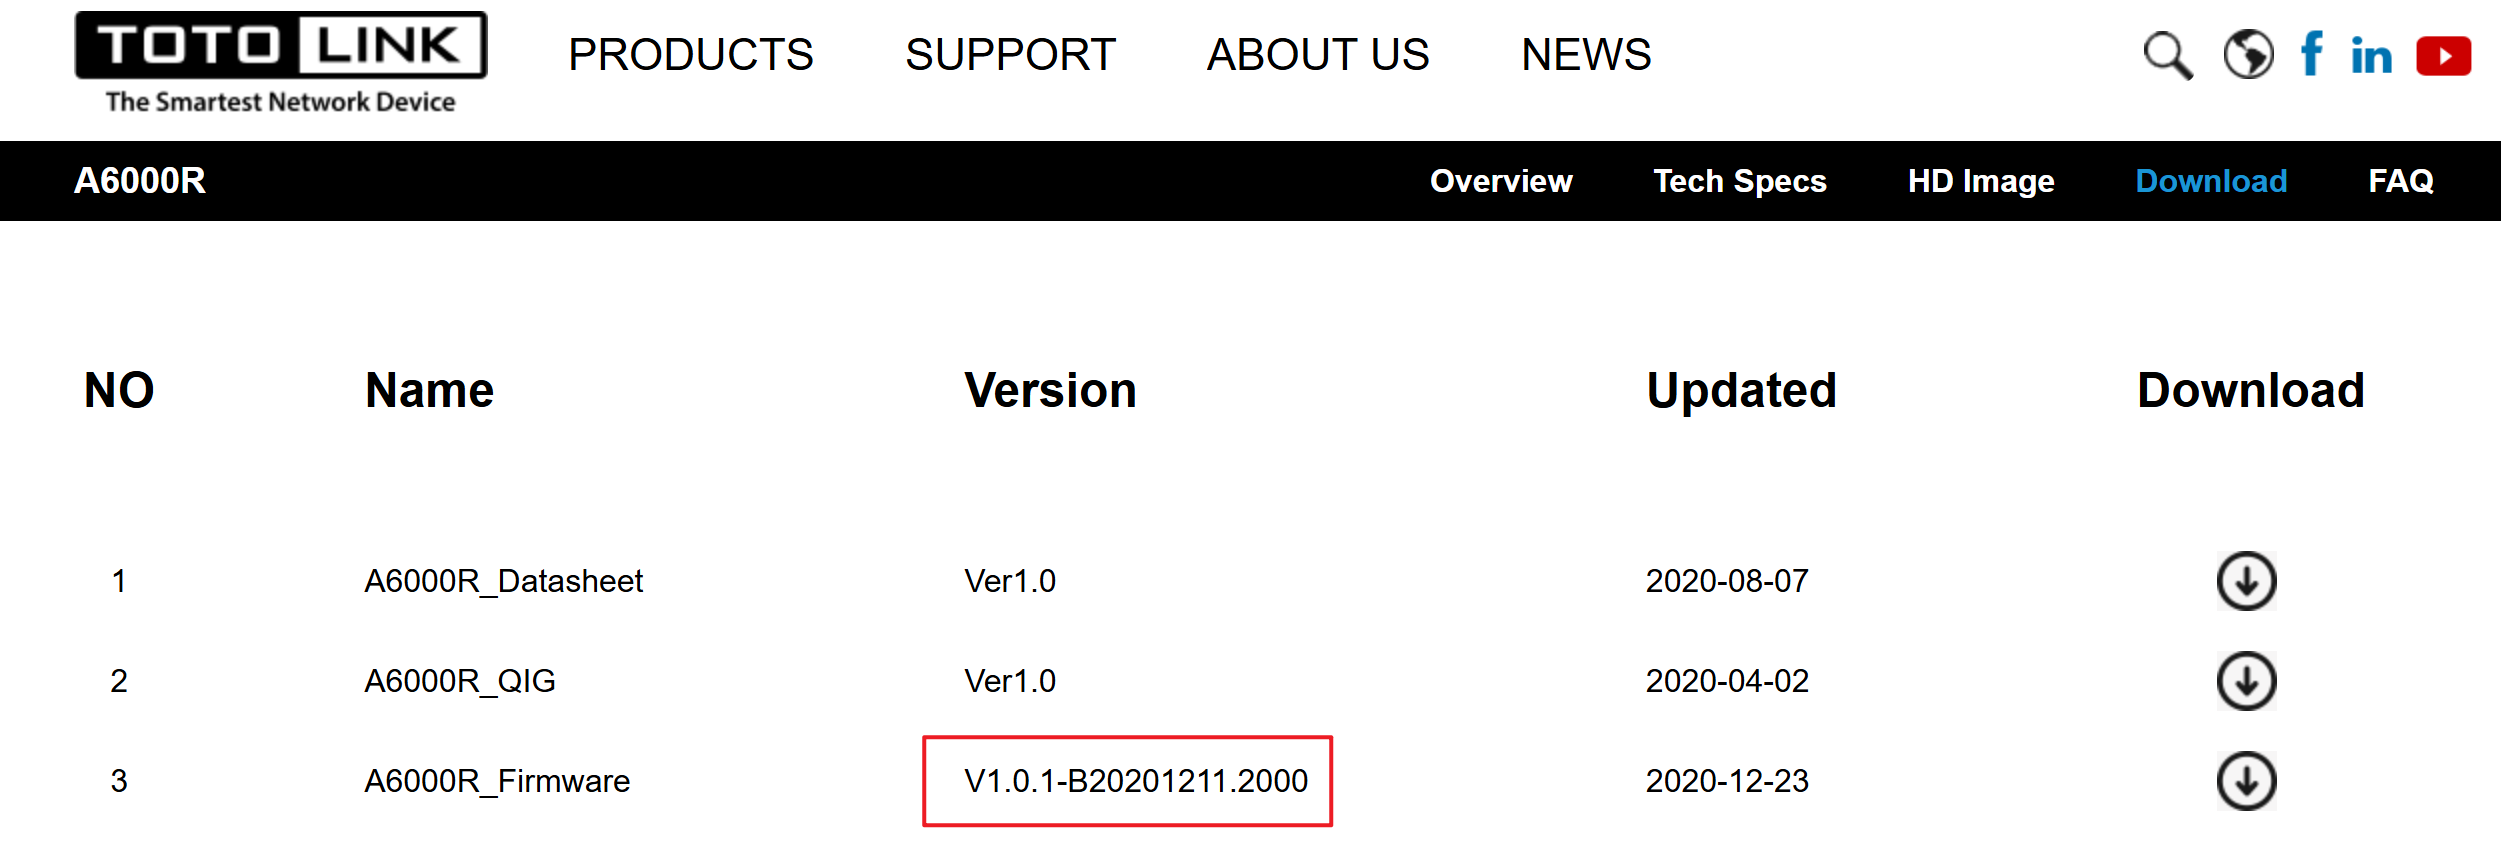 TOTO LINK
The Smartest Network Device
PRODUCTS SUPPORT ABOUT US NEWS
A6000R Overview Tech Specs HD Image Download FAQ
NO Name Version Updated Download
1 A6000R_Datasheet Ver1.0 2020-08-07
2 A6000R_QIG Ver1.0 2020-04-02
3 A6000R_Firmware V1.0.1-B20201211.2000 2020-12-23